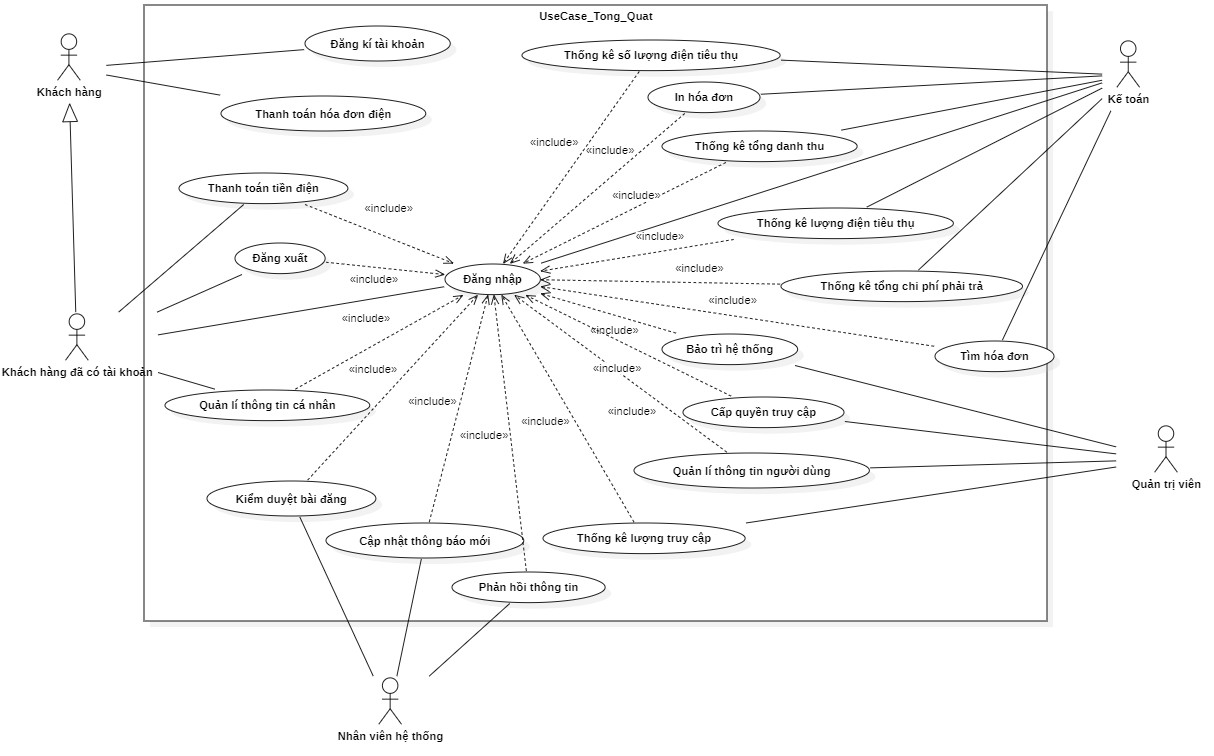 UseCase_Tong_Quat
Đăng kí tài khoản
Thống kê số lượng điện tiêu thụ
Khách hàng
In hóa đơn
Kế toán
Thanh toán hóa đơn điện
«include»
«include»
Thống kê tổng danh thu
Thanh toán tiền điện
«include»
«include»
Thống kê lượng điện tiêu thụ
«include»
Đăng xuất
«include»
Đăng nhập
«include»
Thống kê tổng chi phí phải trả
«include»
«include»
«include»
Bảo trì hệ thống
Tìm hóa đơn
Khách hàng đã có tài khoản
«include»
«include»
Quản lí thông tin cá nhân
«include»
«include»
Cấp quyền truy cập
«include»
«include»
Quản lí thông tin người dùng
Quản trị viên
Kiểm duyệt bài đăng
Cập nhật thông báo mới
Thống kê lượng truy cập
Phản hồi thông tin
Nhân viên hệ thống